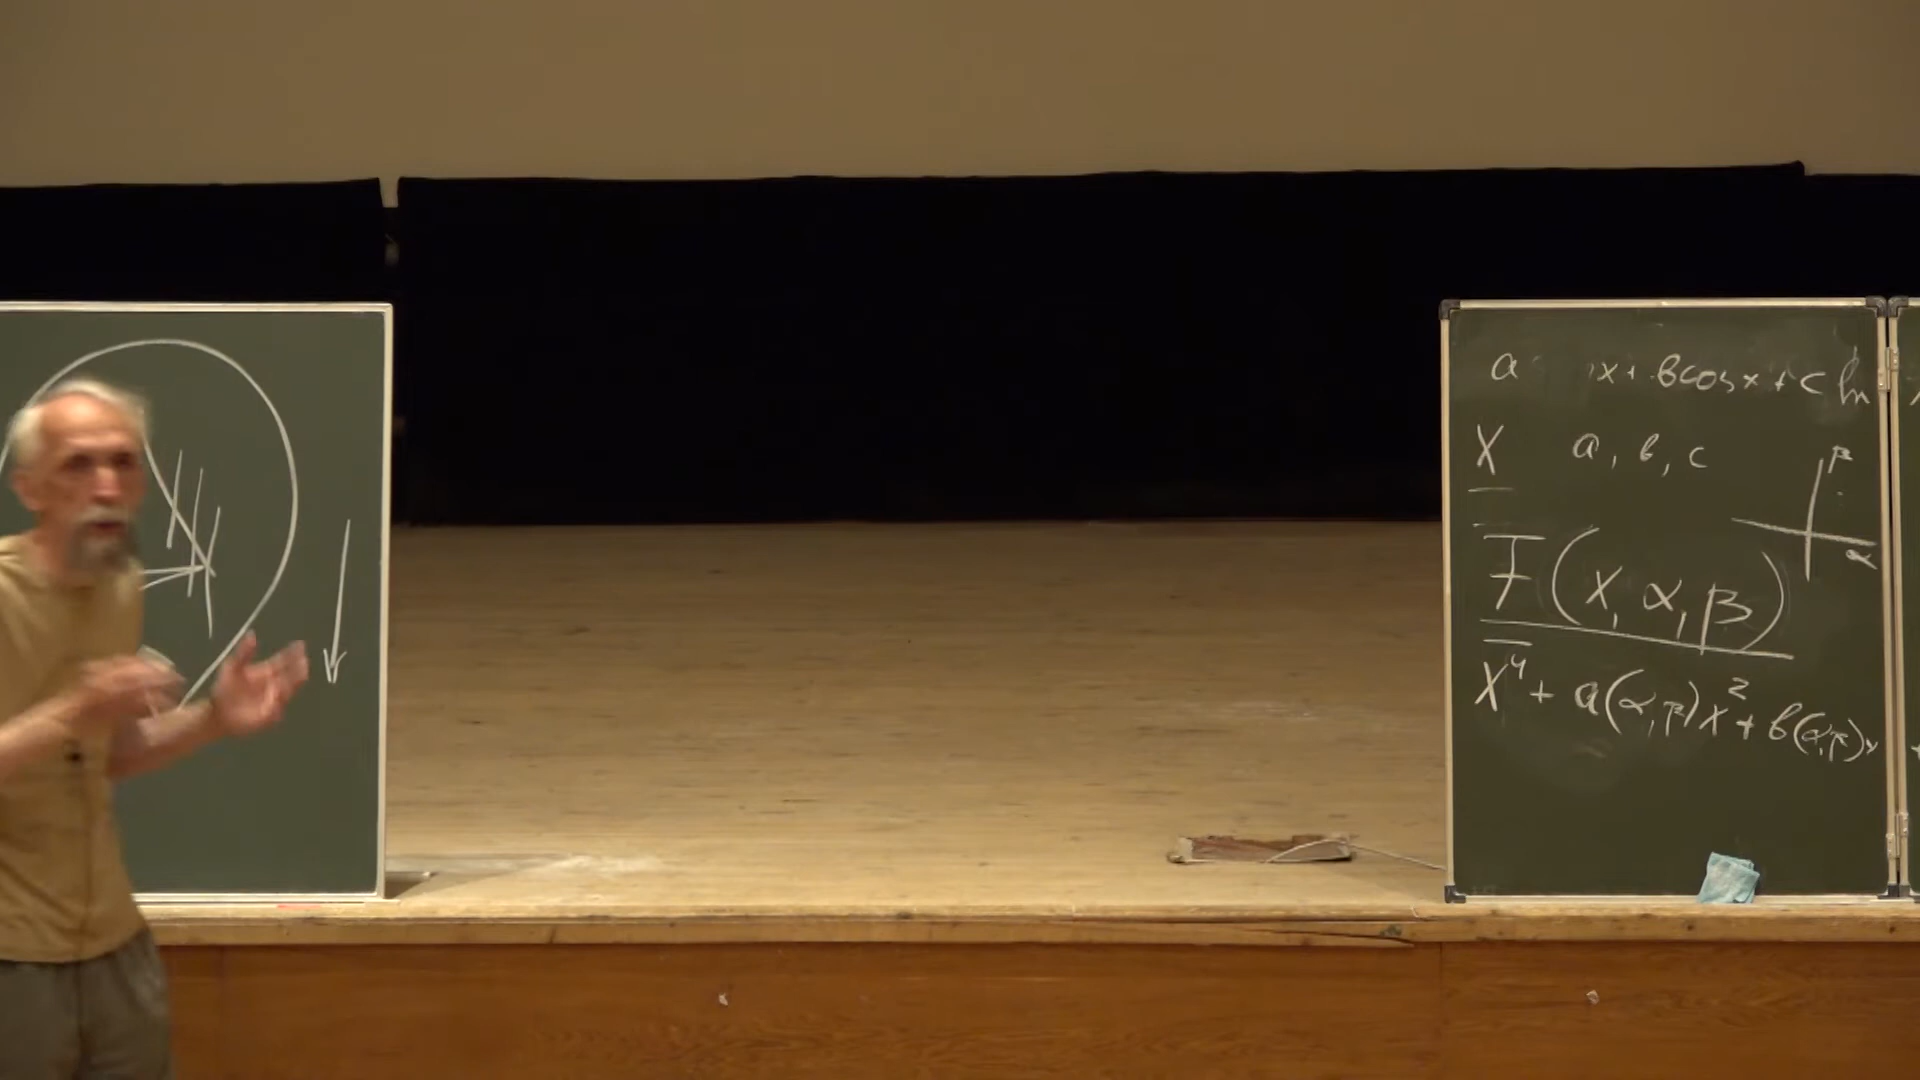 a x + b cos x + c ln
X a, b, c
β
α
F(x, α, β)
X⁴ + a(α,β)x² + b(α,β)x